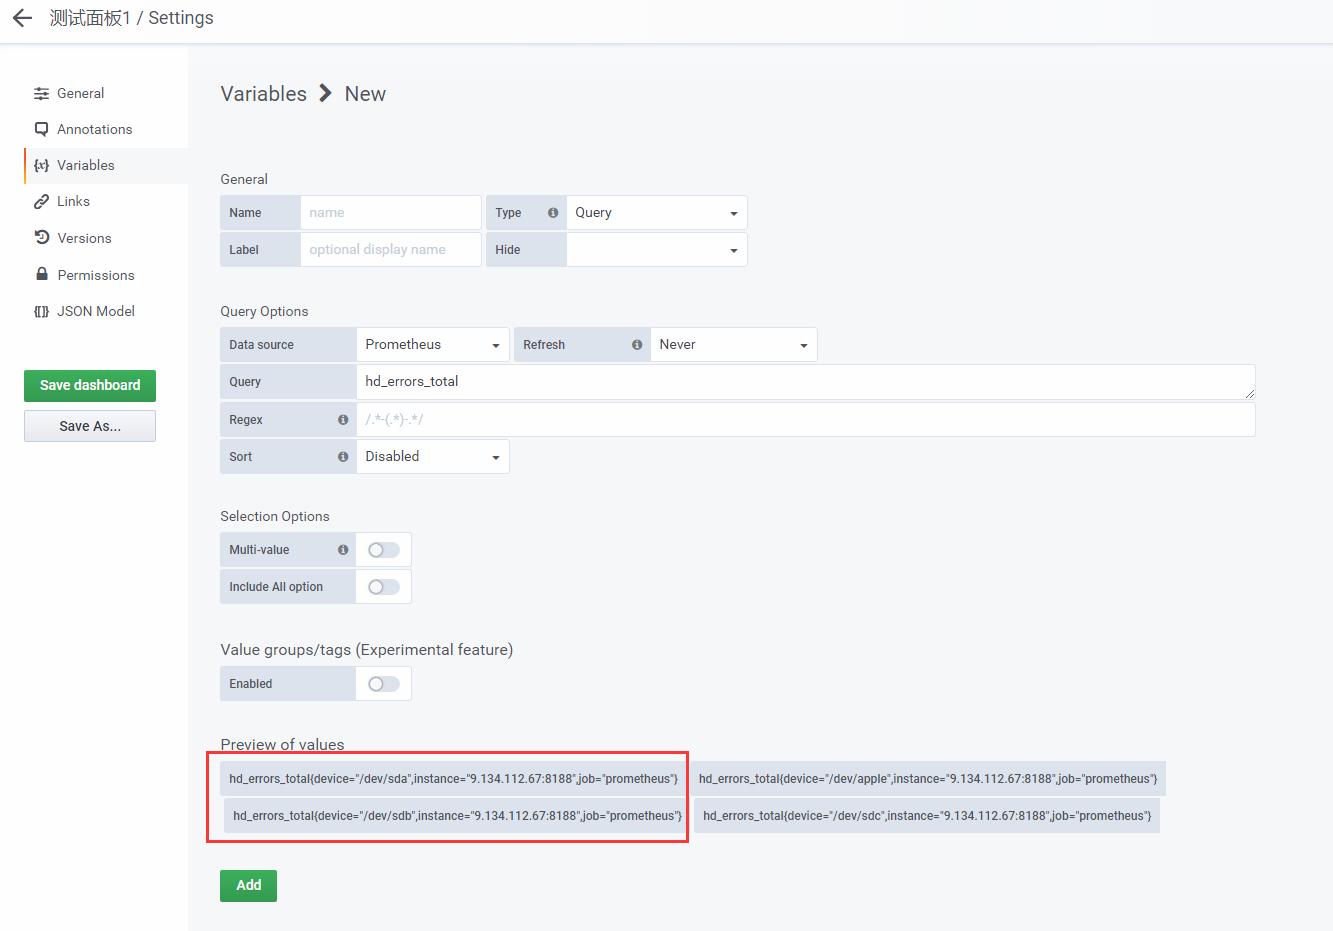 测试面板1 / Settings
General
Annotations
Variables
Links
Versions
Permissions
JSON Model
Save dashboard
Save As...
Variables New
General
Name name Type Query
Label optional display name Hide
Query Options
Data source Prometheus Refresh Never
Query hd_errors_total
Regex /.*-(.*)-.*/
Sort Disabled
Selection Options
Multi-value
Include All option
Value groups/tags (Experimental feature)
Enabled
Preview of values
hd_errors_total{device="/dev/sda",instance="9.134.112.67:8188",job="prometheus"} hd_errors_total{device="/dev/apple",instance="9.134.112.67:8188",job="prometheus"}
hd_errors_total{device="/dev/sdb",instance="9.134.112.67:8188",job="prometheus"} hd_errors_total{device="/dev/sdc",instance="9.134.112.67:8188",job="prometheus"}
Add